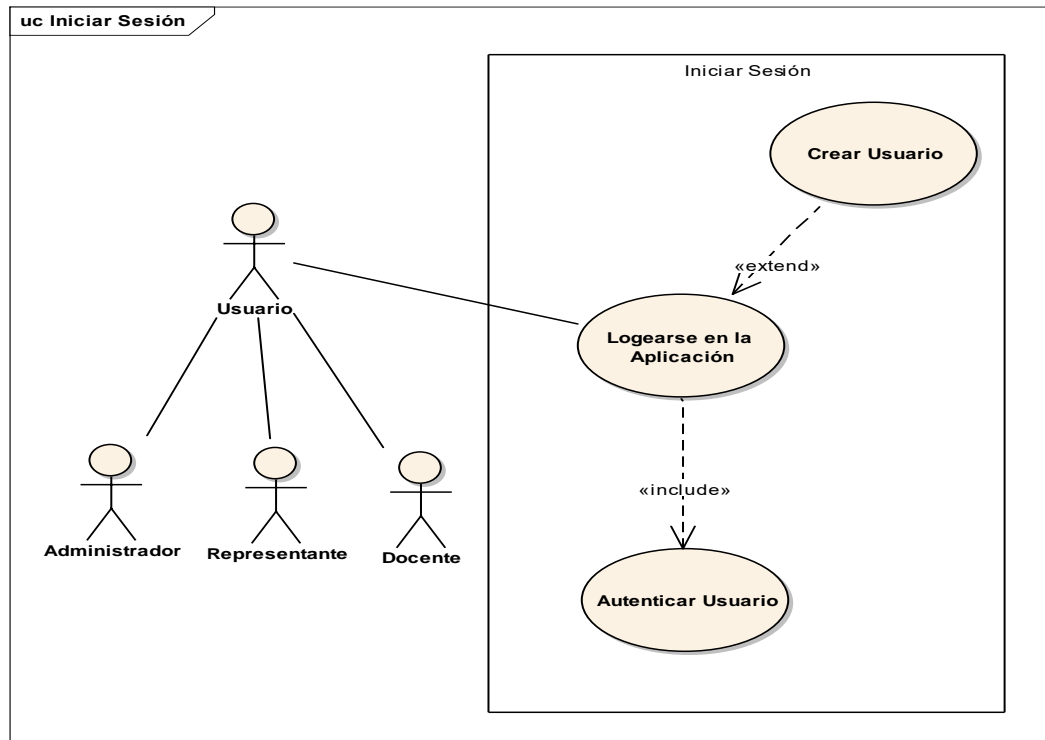 uc Iniciar Sesión
Iniciar Sesión
Crear Usuario
«extend»
Usuario
Logearse en la
Aplicación
«include»
Administrador
Representante
Docente
Autenticar Usuario